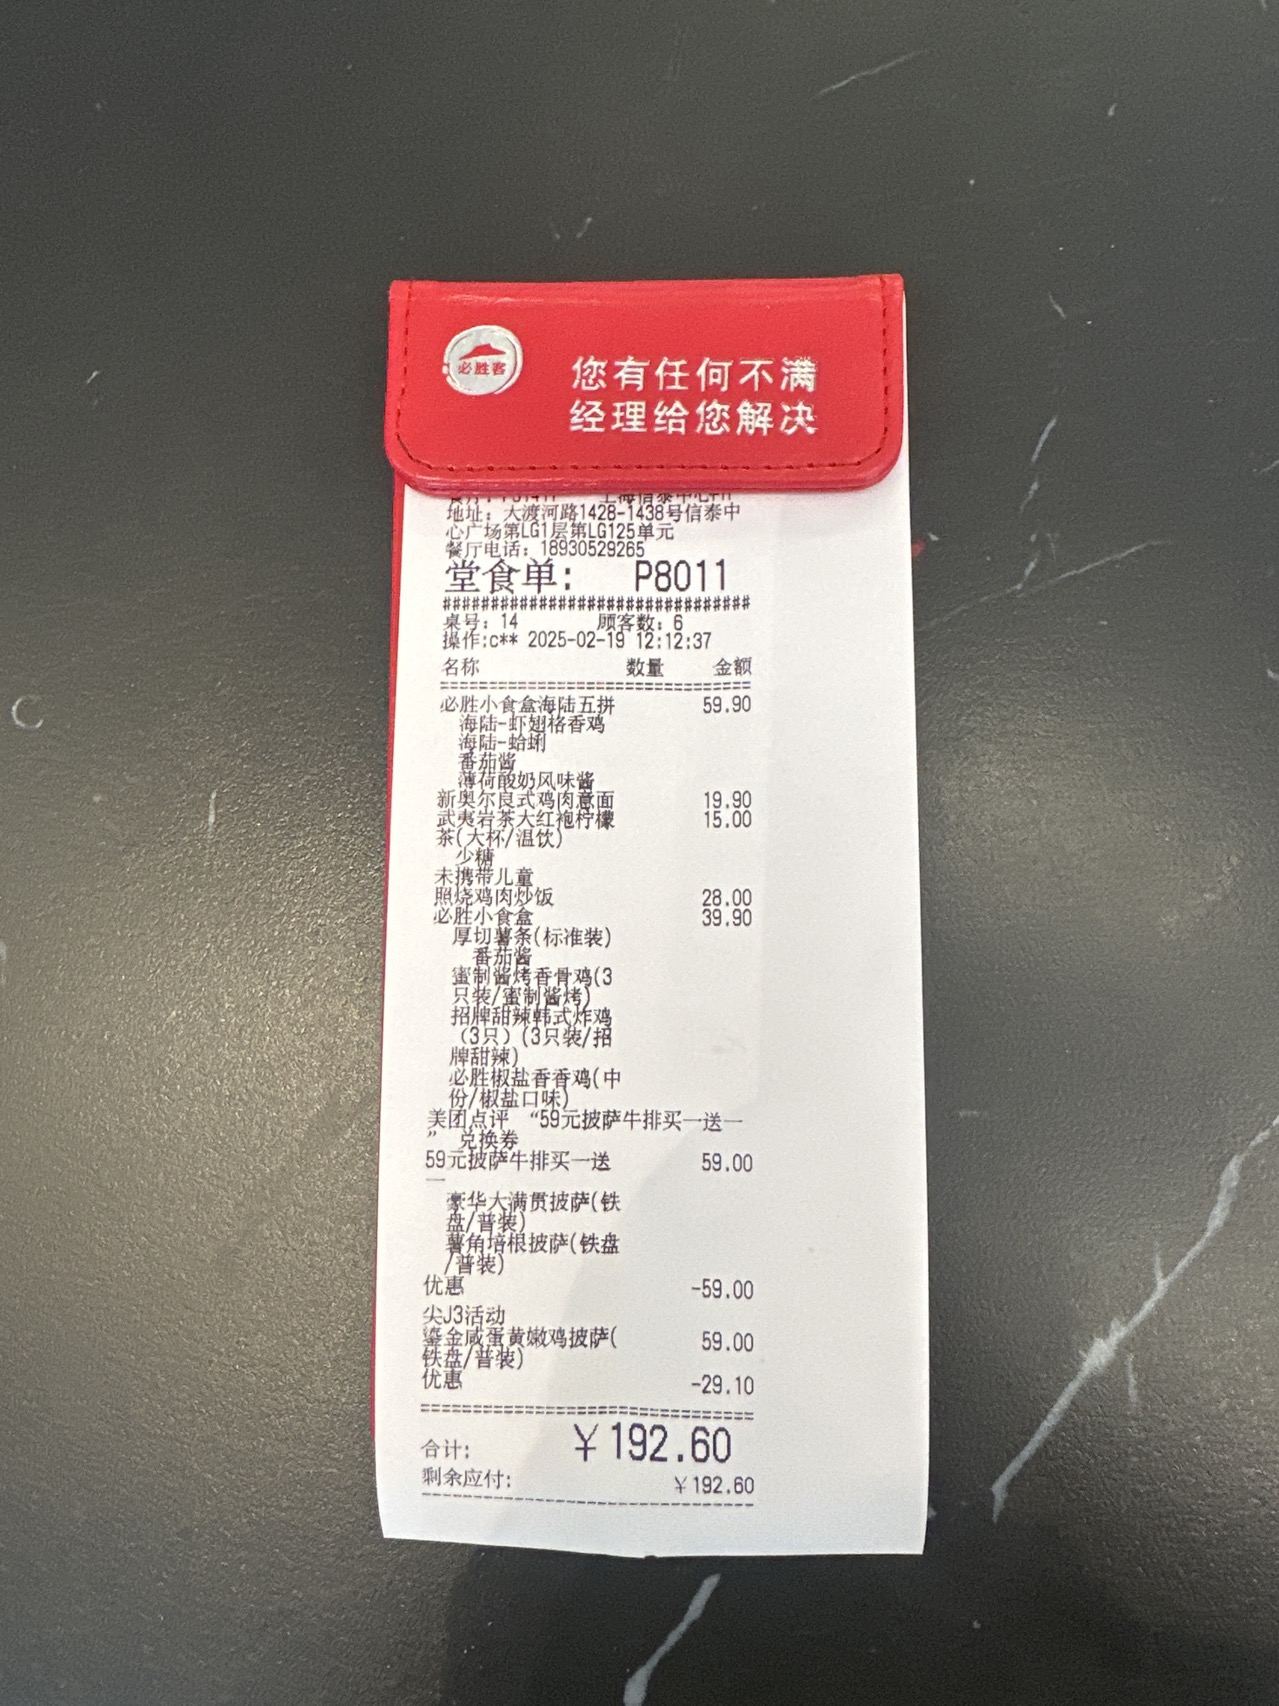 必胜客
您有任何不满
经理给您解决
地址：大渡河路1428-1438号信泰中
心广场第LG1层第LG125单元
餐厅电话：18930529265
堂食单： P8011
################################
桌号：14 顾客数：6
操作:c** 2025-02-19 12:12:37
名称 数量 金额
================================
必胜小食盒海陆五拼 59.90
海陆-虾翅格香鸡
海陆-蛤蜊
番茄酱
薄荷酸奶风味酱
新奥尔良式鸡肉意面 19.90
武夷岩茶大红袍柠檬 15.00
茶(大杯/温饮)
少糖
未携带儿童
照烧鸡肉炒饭 28.00
必胜小食盒 39.90
厚切薯条(标准装)
番茄酱
蜜制酱烤香骨鸡(3
只装/蜜制酱烤)
招牌甜辣韩式炸鸡
（3只）(3只装/招
牌甜辣)
必胜椒盐香香鸡(中
份/椒盐口味)
美团点评 “59元披萨牛排买一送一
” 兑换券
59元披萨牛排买一送 59.00
一
豪华大满贯披萨(铁
盘/普装)
薯角培根披萨(铁盘
/普装)
优惠 -59.00
尖J3活动
鎏金咸蛋黄嫩鸡披萨( 59.00
铁盘/普装)
优惠 -29.10
================================
合计: ￥192.60
剩余应付: ￥192.60
--------------------------------